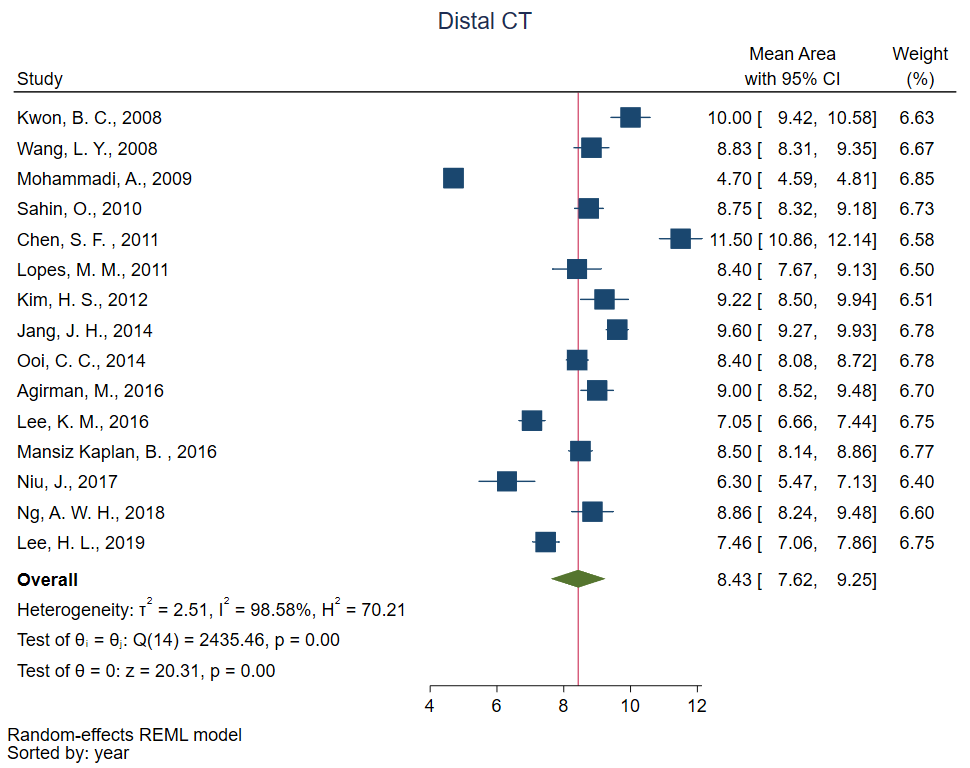 Distal CT
Mean Area Weight
Study with 95% CI (%)
Kwon, B. C., 2008 10.00 [ 9.42, 10.58] 6.63
Wang, L. Y., 2008 8.83 [ 8.31, 9.35] 6.67
Mohammadi, A., 2009 4.70 [ 4.59, 4.81] 6.85
Sahin, O., 2010 8.75 [ 8.32, 9.18] 6.73
Chen, S. F. , 2011 11.50 [ 10.86, 12.14] 6.58
Lopes, M. M., 2011 8.40 [ 7.67, 9.13] 6.50
Kim, H. S., 2012 9.22 [ 8.50, 9.94] 6.51
Jang, J. H., 2014 9.60 [ 9.27, 9.93] 6.78
Ooi, C. C., 2014 8.40 [ 8.08, 8.72] 6.78
Agirman, M., 2016 9.00 [ 8.52, 9.48] 6.70
Lee, K. M., 2016 7.05 [ 6.66, 7.44] 6.75
Mansiz Kaplan, B. , 2016 8.50 [ 8.14, 8.86] 6.77
Niu, J., 2017 6.30 [ 5.47, 7.13] 6.40
Ng, A. W. H., 2018 8.86 [ 8.24, 9.48] 6.60
Lee, H. L., 2019 7.46 [ 7.06, 7.86] 6.75
Overall 8.43 [ 7.62, 9.25]
Heterogeneity: τ² = 2.51, I² = 98.58%, H² = 70.21
Test of θᵢ = θⱼ: Q(14) = 2435.46, p = 0.00
Test of θ = 0: z = 20.31, p = 0.00
4 6 8 10 12
Random-effects REML model
Sorted by: year